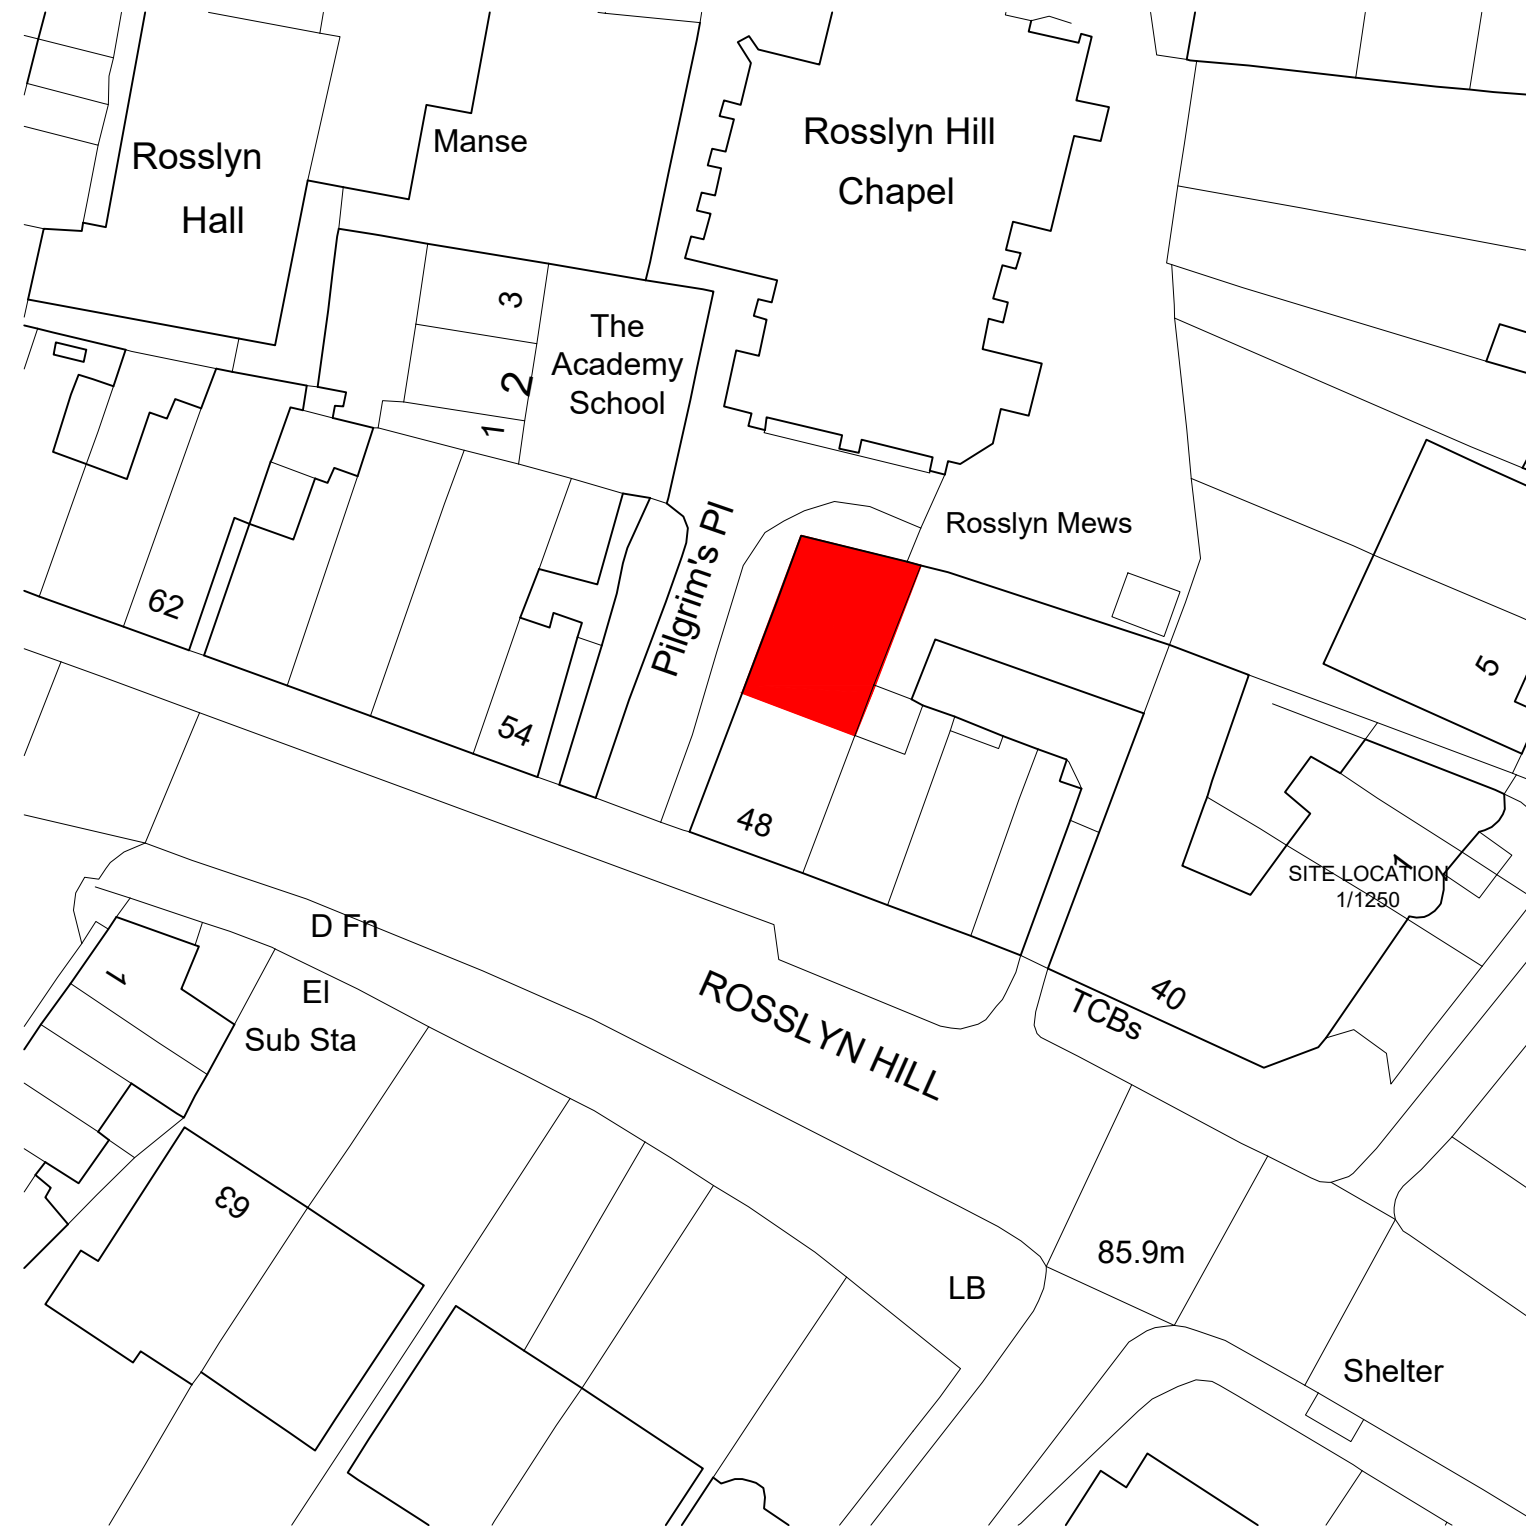 Rosslyn
Hall
Manse
Rosslyn Hill
Chapel
3
2
1
The
Academy
School
Pilgrim's Pl
Rosslyn Mews
62
54
48
5
1
SITE LOCATION
1/1250
40
TCBs
D Fn
ROSSLYN HILL
1
El
Sub Sta
63
85.9m
LB
Shelter